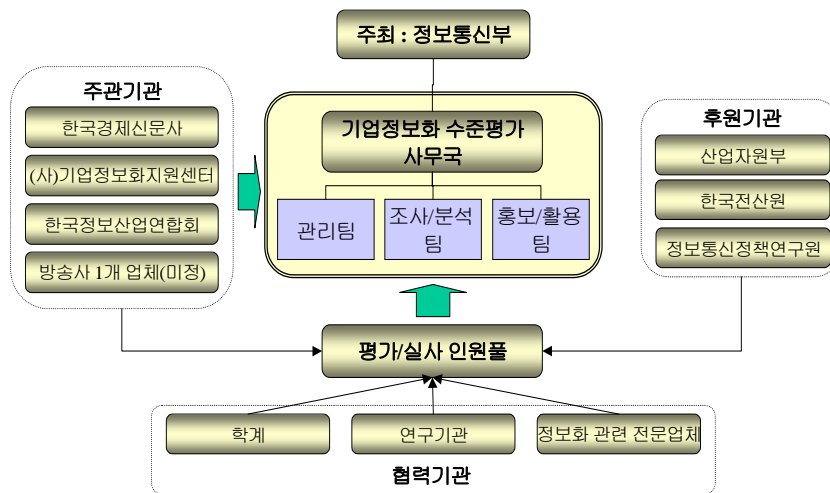 주최 : 정보통신부
주관기관
한국경제신문사
(사)기업정보화지원센터
한국정보산업연합회
방송사 1개 업체(미정)
기업정보화 수준평가
사무국
관리팀
조사/분석
팀
홍보/활용
팀
후원기관
산업자원부
한국전산원
정보통신정책연구원
평가/실사 인원풀
학계
연구기관
정보화 관련 전문업체
협력기관